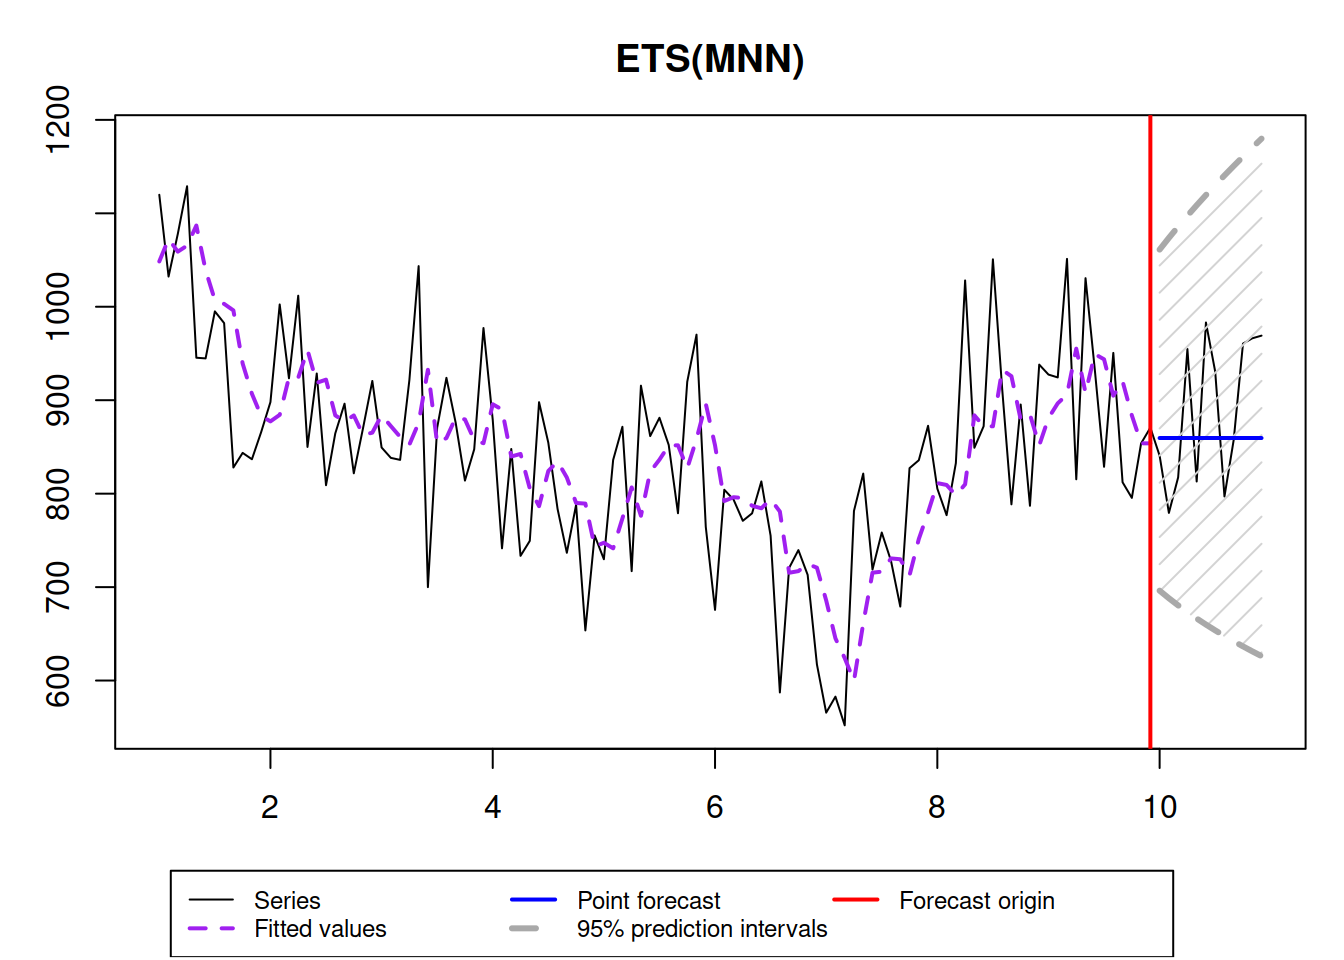 ETS(MNN)
1200
1000
900
800
700
600
2
4
6
8
10
Series
Point forecast
Forecast origin
Fitted values
95% prediction intervals